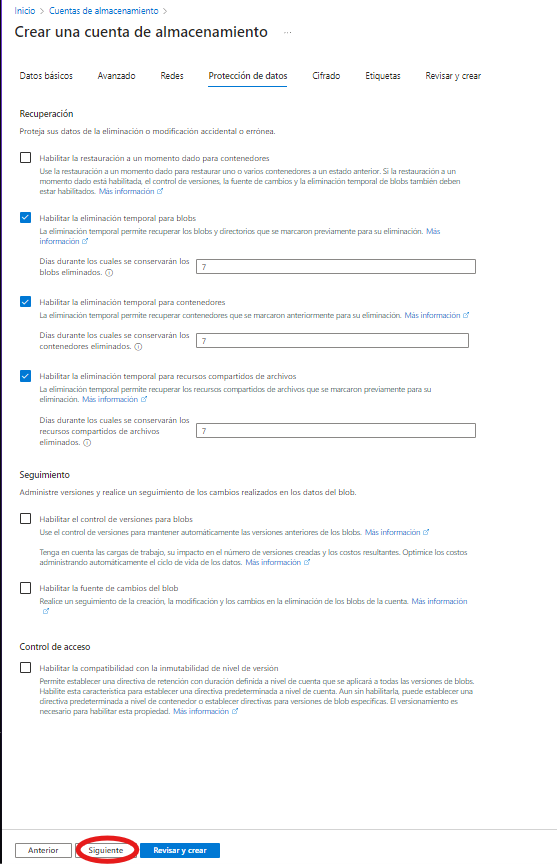 Inicio > Cuentas de almacenamiento >
Crear una cuenta de almacenamiento ...
Datos básicos Avanzado Redes Protección de datos Cifrado Etiquetas Revisar y crear
Recuperación
Proteja sus datos de la eliminación o modificación accidental o errónea.
Habilitar la restauración a un momento dado para contenedores
Use la restauración a un momento dado para restaurar uno o varios contenedores a un estado anterior. Si la restauración a un
momento dado está habilitada, el control de versiones, la fuente de cambios y la eliminación temporal de blobs también deben
estar habilitados. Más información
Habilitar la eliminación temporal para blobs
La eliminación temporal permite recuperar los blobs y directorios que se marcaron previamente para su eliminación. Más
información
Días durante los cuales se conservarán los
blobs eliminados.
7
Habilitar la eliminación temporal para contenedores
La eliminación temporal permite recuperar contenedores que se marcaron anteriormente para su eliminación. Más información
Días durante los cuales se conservarán los
contenedores eliminados.
7
Habilitar la eliminación temporal para recursos compartidos de archivos
La eliminación temporal permite recuperar los recursos compartidos de archivos que se marcaron previamente para su
eliminación. Más información
Días durante los cuales se conservarán los
recursos compartidos de archivos
eliminados.
7
Seguimiento
Administre versiones y realice un seguimiento de los cambios realizados en los datos del blob.
Habilitar el control de versiones para blobs
Use el control de versiones para mantener automáticamente las versiones anteriores de los blobs. Más información
Tenga en cuenta las cargas de trabajo, su impacto en el número de versiones creadas y los costos resultantes. Optimice los costos
administrando automáticamente el ciclo de vida de los datos. Más información
Habilitar la fuente de cambios del blob
Realice un seguimiento de la creación, la modificación y los cambios en la eliminación de los blobs de la cuenta. Más información
Control de acceso
Habilitar la compatibilidad con la inmutabilidad de nivel de versión
Permite establecer una directiva de retención con duración definida a nivel de cuenta que se aplicará a todas las versiones de blobs.
Habilite esta característica para establecer una directiva predeterminada a nivel de cuenta. Aun sin habilitarla, puede establecer una
directiva predeterminada a nivel de contenedor o establecer directivas para versiones de blob específicas. El versionamiento es
necesario para habilitar esta propiedad. Más información
Anterior Siguiente Revisar y crear